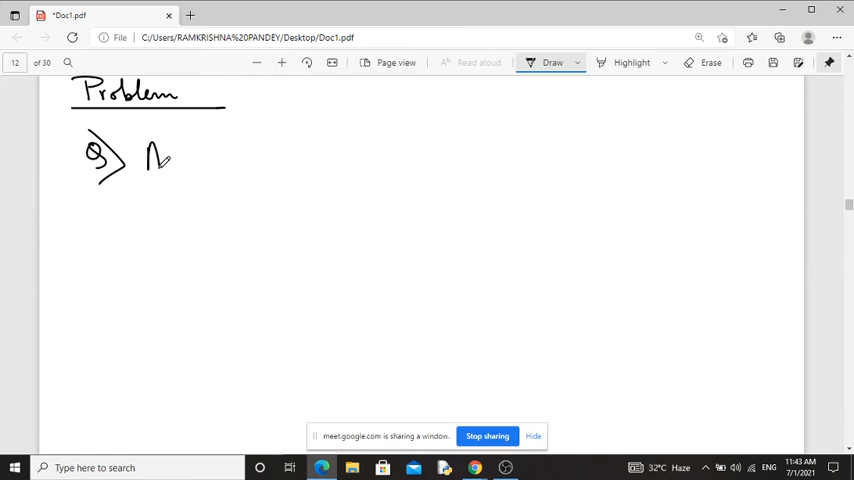 *Doc1.pdf
File C:/Users/RAMKRISHNA%20PANDEY/Desktop/Doc1.pdf
12 of 30 Page view Read aloud Draw Highlight Erase
Problem
Q
meet.google.com is sharing a window. Stop sharing Hide
Type here to search 32°C Haze ENG 11:43 AM
7/1/2021